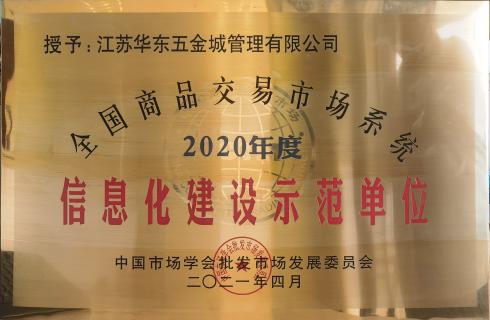 授予：江苏华东五金城管理有限公司
全国商品交易市场系统
2020年度
信息化建设示范单位
中国市场学会批发市场发展委员会
二〇二一年四月